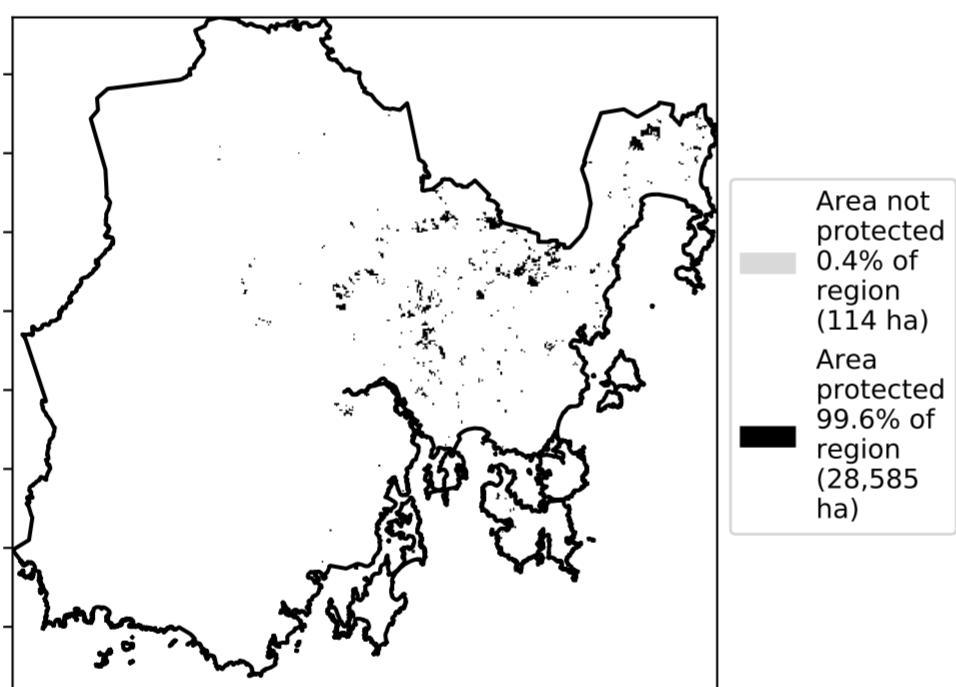 Area not
protected
0.4% of
region
(114 ha)
Area
protected
99.6% of
region
(28,585
ha)